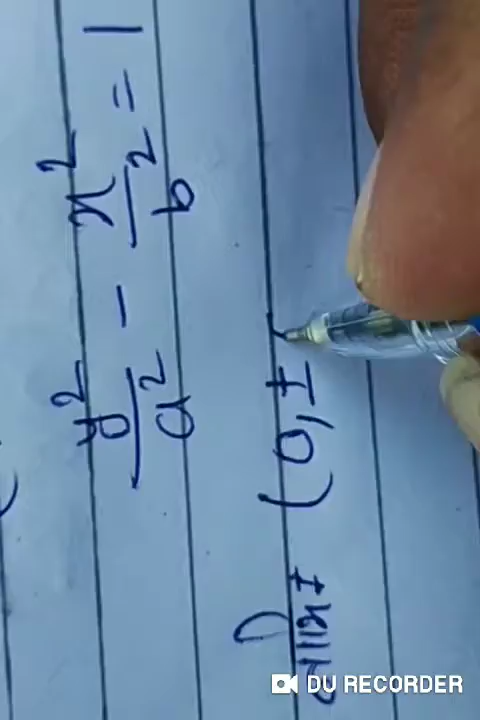 y²/a² - x²/b² = 1
(0, ±
DU RECORDER